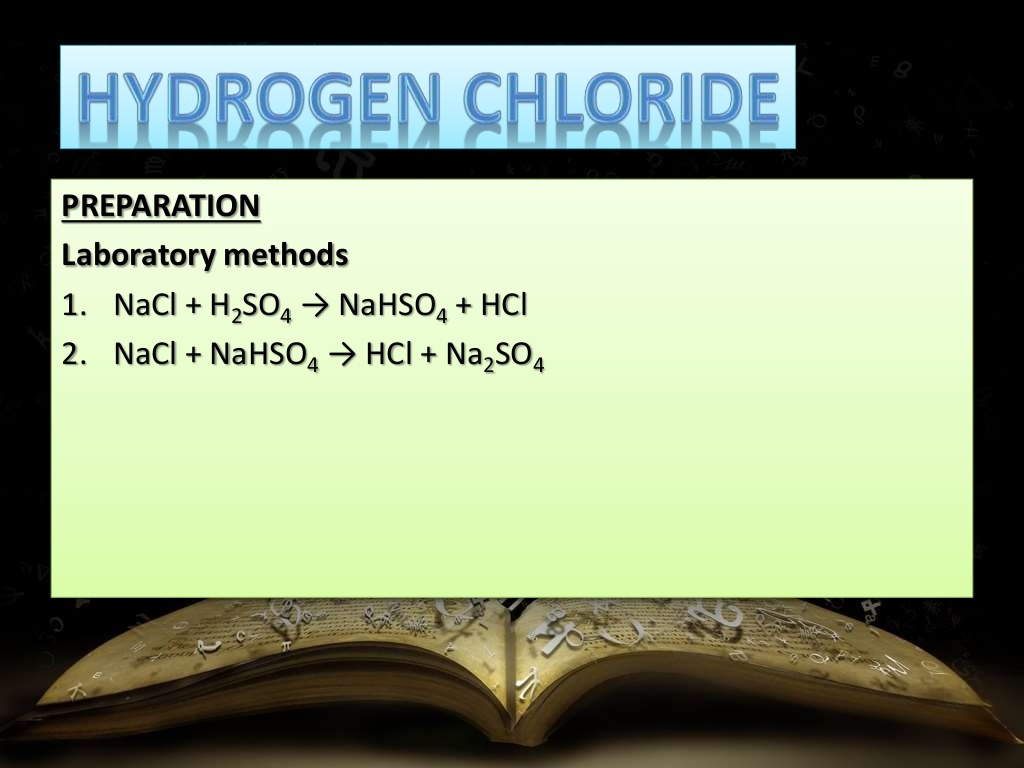 HYDROGEN CHLORIDE
PREPARATION
Laboratory methods
1. NaCl + H₂SO₄ → NaHSO₄ + HCl
2. NaCl + NaHSO₄ → HCl + Na₂SO₄